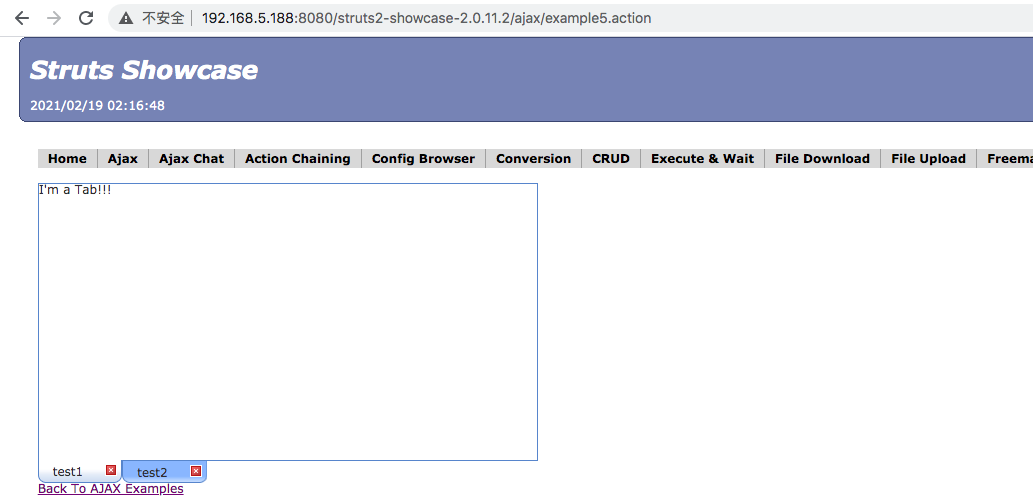 不安全 192.168.5.188:8080/struts2-showcase-2.0.11.2/ajax/example5.action
Struts Showcase
2021/02/19 02:16:48
Home Ajax Ajax Chat Action Chaining Config Browser Conversion CRUD Execute & Wait File Download File Upload Freema
I'm a Tab!!!
test1 test2
Back To AJAX Examples